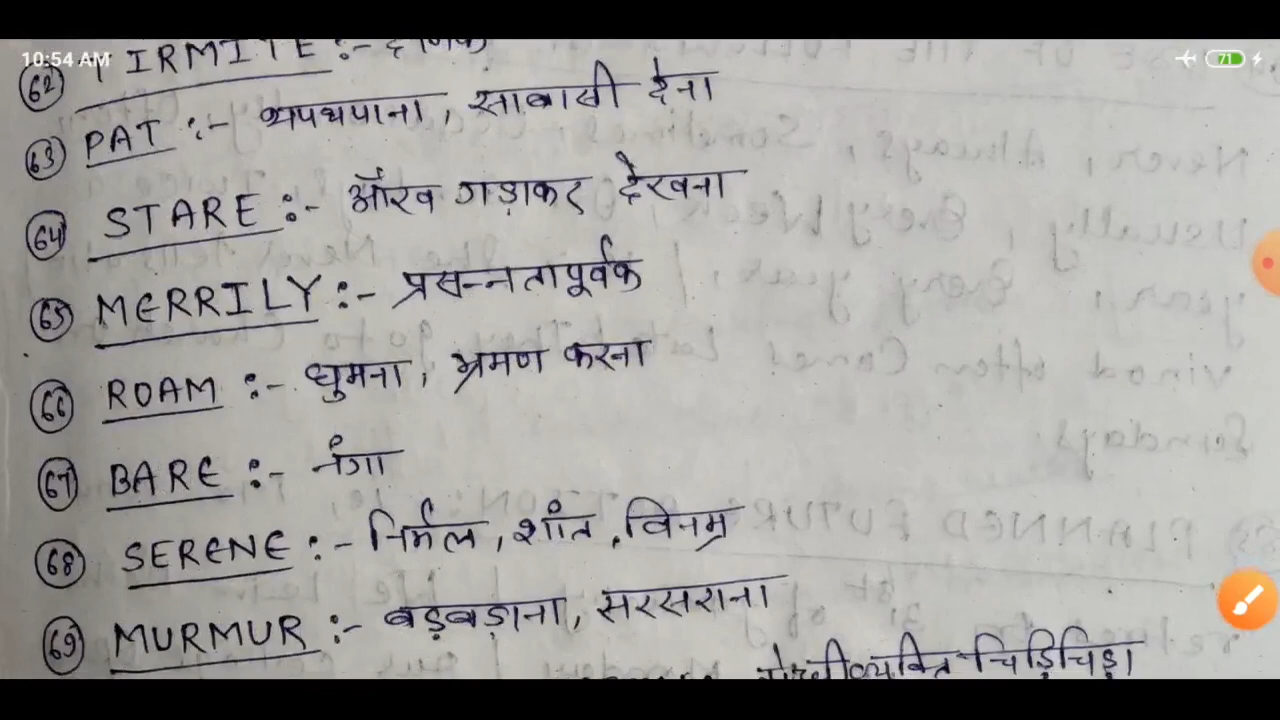 10:54 AM
71
62 TIRMITE :-
63 PAT :- थपथपाना, साबासी देना
64 STARE :- आँख गड़ाकर देखना
65 MERRILY :- प्रसन्नतापूर्वक
66 ROAM :- घुमना, भ्रमण करना
67 BARE :- नंगा
68 SERENE :- निर्मल, शांत, विनम्र
69 MURMUR :- बड़बड़ाना, सरसराना
चिड़िचिड़ा